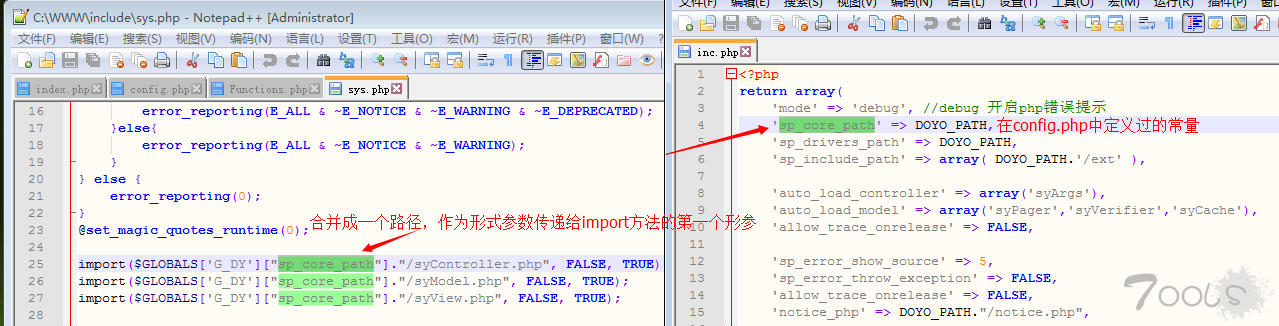 C:\WWW\include\sys.php - Notepad++ [Administrator]
文件(F) 编辑(E) 搜索(S) 视图(V) 编码(N) 语言(L) 设置(T) 工具(O) 宏(M) 运行(R) 插件(P) 窗口(W) ?
index.php config.php Functions.php sys.php
16 error_reporting(E_ALL & ~E_NOTICE & ~E_WARNING & ~E_DEPRECATED);
17 }else{
18 error_reporting(E_ALL & ~E_NOTICE & ~E_WARNING);
19 }
20 } else {
21 error_reporting(0);
22 }
23 @set_magic_quotes_runtime(0);
合并成一个路径，作为形式参数传递给import方法的第一个形参
24
25 import($GLOBALS['G_DY']["sp_core_path"]."/syController.php", FALSE, TRUE)
26 import($GLOBALS['G_DY']["sp_core_path"]."/syModel.php", FALSE, TRUE);
27 import($GLOBALS['G_DY']["sp_core_path"]."/syView.php", FALSE, TRUE);
28
文件(F) 编辑(E) 搜索(S) 视图(V) 编码(N) 语言(L) 设置(T) 工具(O) 宏(M) 运行(R) 插件(P)
inc.php
1 <?php
2 return array(
3 'mode' => 'debug', //debug 开启php错误提示
4 'sp_core_path' => DOYO_PATH, 在config.php中定义过的常量
5 'sp_drivers_path' => DOYO_PATH,
6 'sp_include_path' => array( DOYO_PATH.'/ext' ),
7
8 'auto_load_controller' => array('syArgs'),
9 'auto_load_model' => array('syPager','syVerifier','syCache'),
10 'allow_trace_onrelease' => FALSE,
11
12 'sp_error_show_source' => 5,
13 'sp_error_throw_exception' => FALSE,
14 'allow_trace_onrelease' => FALSE,
15 'notice_php' => DOYO_PATH."/notice.php",
7ools